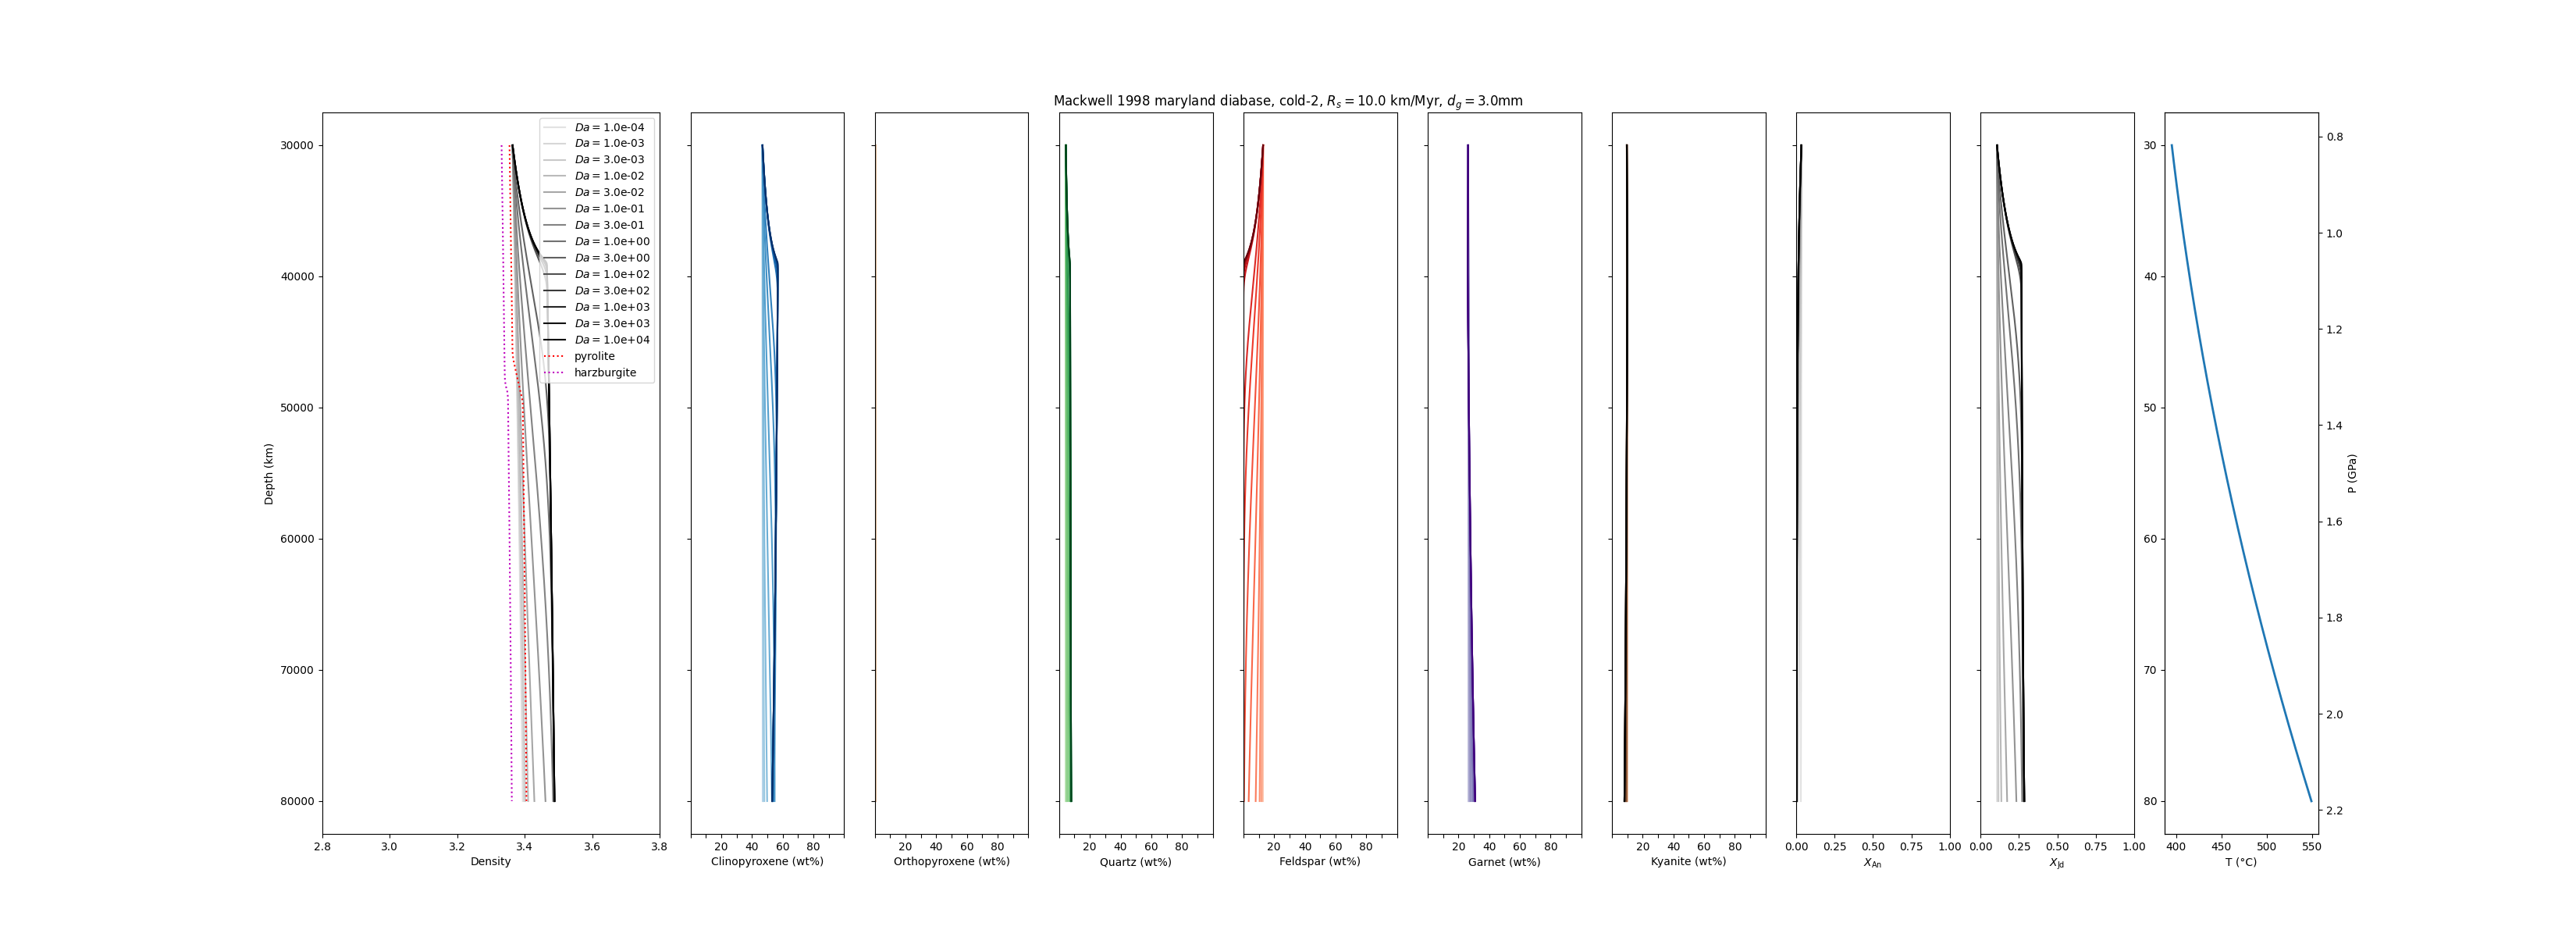 Mackwell 1998 maryland diabase, cold-2, R_s = 10.0 km/Myr, d_g = 3.0mm
Da = 1.0e-04
Da = 1.0e-03
Da = 3.0e-03
Da = 1.0e-02
Da = 3.0e-02
Da = 1.0e-01
Da = 3.0e-01
Da = 1.0e+00
Da = 3.0e+00
Da = 1.0e+02
Da = 3.0e+02
Da = 1.0e+03
Da = 3.0e+03
Da = 1.0e+04
pyrolite
harzburgite
Depth (km)
30000
40000
50000
60000
70000
80000
2.8 3.0 3.2 3.4 3.6 3.8
Density
20 40 60 80
Clinopyroxene (wt%)
20 40 60 80
Orthopyroxene (wt%)
20 40 60 80
Quartz (wt%)
20 40 60 80
Feldspar (wt%)
20 40 60 80
Garnet (wt%)
20 40 60 80
Kyanite (wt%)
0.00 0.25 0.50 0.75 1.00
X_An
0.00 0.25 0.50 0.75 1.00
X_Jd
30
40
50
60
70
80
400 450 500 550
T (°C)
0.8
1.0
1.2
1.4
1.6
1.8
2.0
2.2
P (GPa)